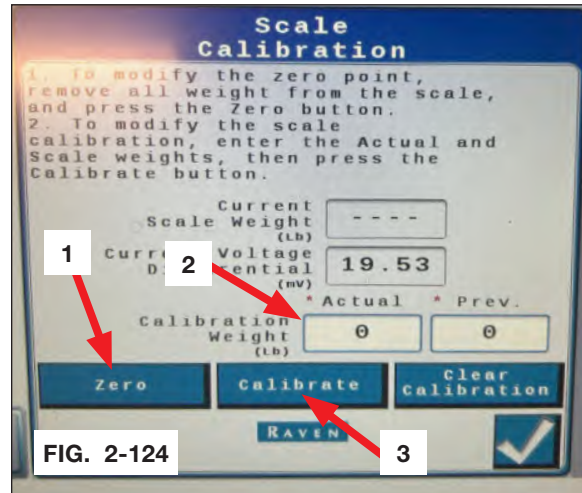 Scale
Calibration
1. To modify the zero point,
remove all weight from the scale,
and press the Zero button.
2. To modify the scale
calibration, enter the Actual and
Scale weights, then press the
Calibrate button.
Current
Scale Weight
(Lb)
----
1
2
Voltage
(mV)
19.53
* Actual * Prev.
Calibration
Weight
(Lb)
0 0
Zero Calibrate Clear
Calibration
RAVEN
FIG. 2-124
3